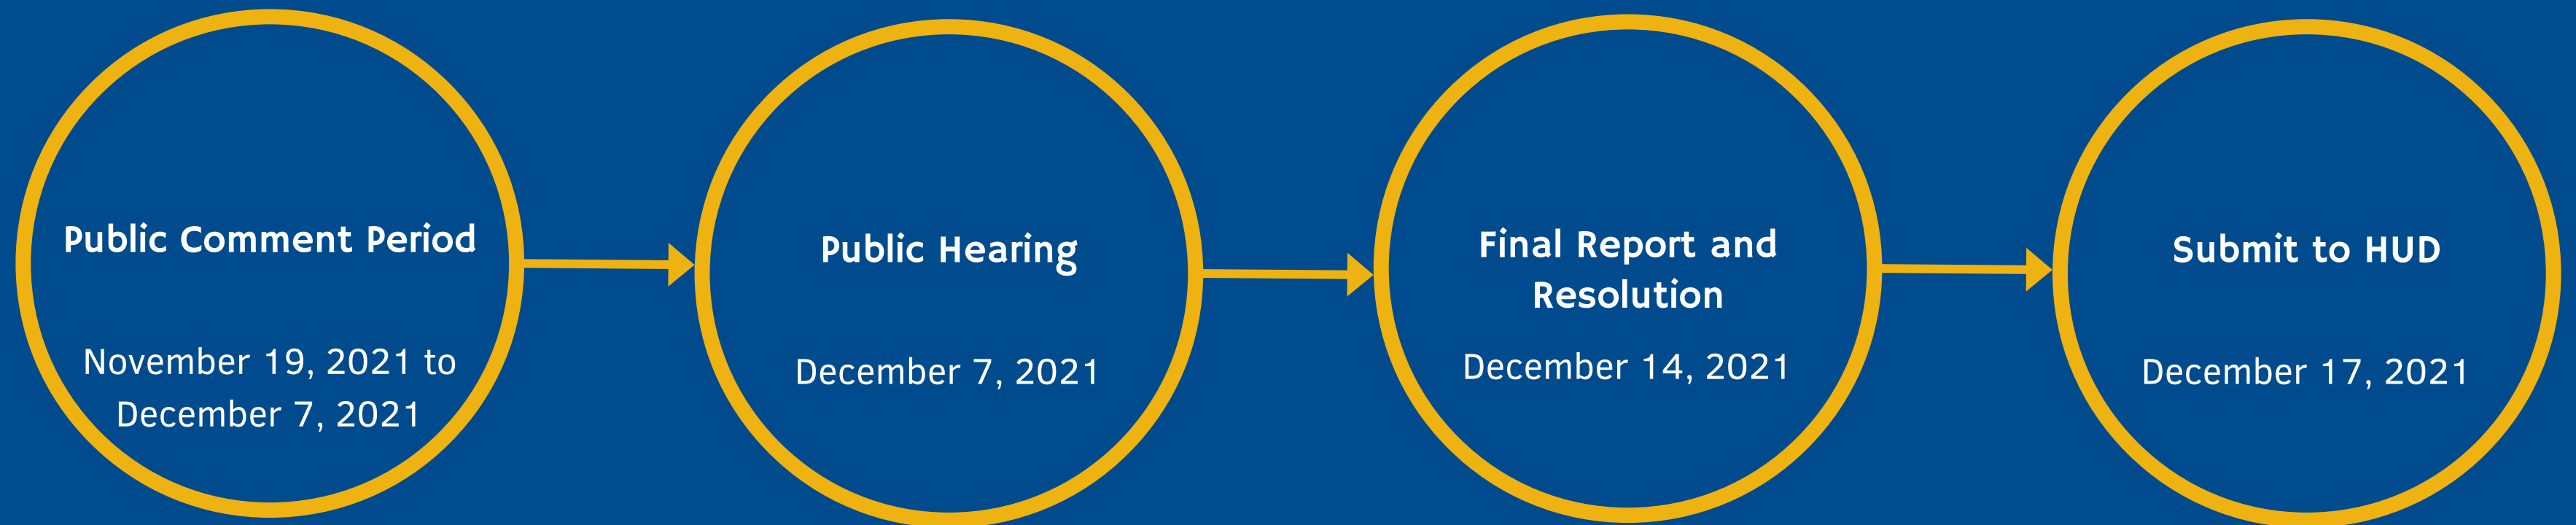 Public Comment Period
November 19, 2021 to
December 7, 2021
Public Hearing
December 7, 2021
Final Report and
Resolution
December 14, 2021
Submit to HUD
December 17, 2021